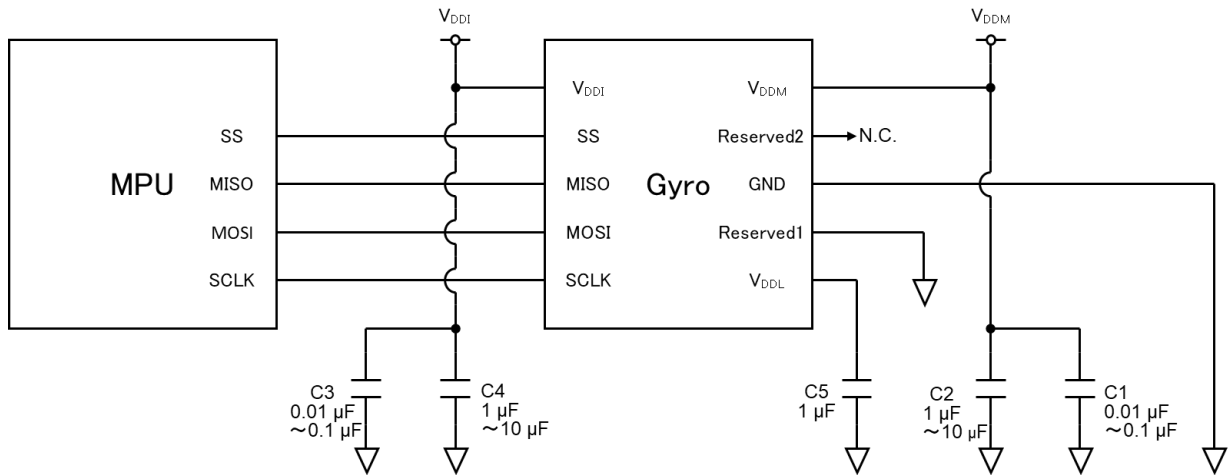 VDDI
VDDM
VDDI
VDDM
SS
SS
Reserved2
N.C.
MPU
MISO
MISO
Gyro
GND
MOSI
MOSI
Reserved1
SCLK
SCLK
VDDL
C3
0.01 µF
～0.1 µF
C4
1 µF
～10 µF
C5
1 µF
C2
1 µF
～10 µF
C1
0.01 µF
～0.1 µF